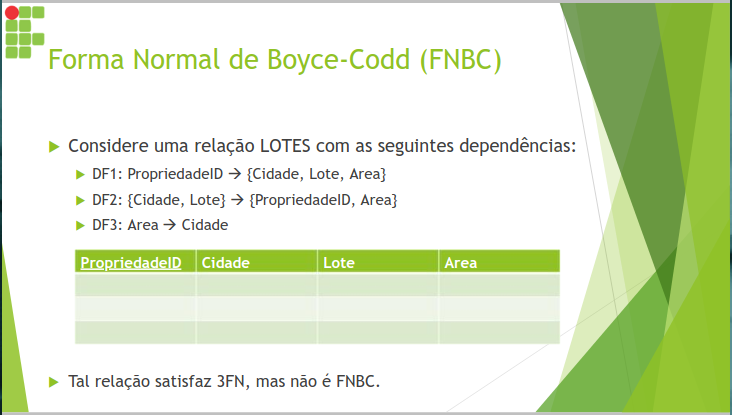 Forma Normal de Boyce-Codd (FNBC)
Considere uma relação LOTES com as seguintes dependências:
DF1: PropriedadeID → {Cidade, Lote, Area}
DF2: {Cidade, Lote} → {PropriedadeID, Area}
DF3: Area → Cidade
PropriedadeID Cidade Lote Area
Tal relação satisfaz 3FN, mas não é FNBC.